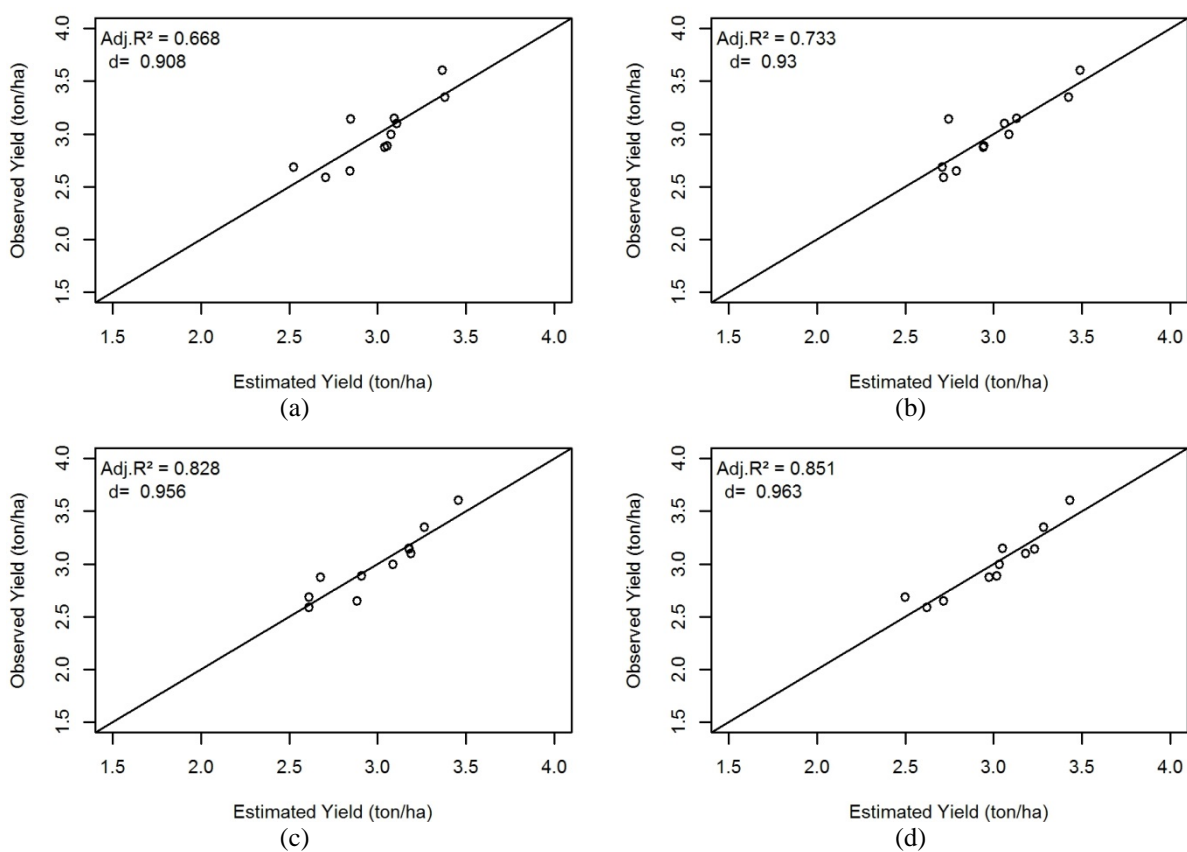 Adj.R² = 0.668
d= 0.908
Observed Yield (ton/ha)
4.0
3.5
3.0
2.5
2.0
1.5
1.5 2.0 2.5 3.0 3.5 4.0
Estimated Yield (ton/ha)
(a)
Adj.R² = 0.733
d= 0.93
Observed Yield (ton/ha)
4.0
3.5
3.0
2.5
2.0
1.5
1.5 2.0 2.5 3.0 3.5 4.0
Estimated Yield (ton/ha)
(b)
Adj.R² = 0.828
d= 0.956
Observed Yield (ton/ha)
4.0
3.5
3.0
2.5
2.0
1.5
1.5 2.0 2.5 3.0 3.5 4.0
Estimated Yield (ton/ha)
(c)
Adj.R² = 0.851
d= 0.963
Observed Yield (ton/ha)
4.0
3.5
3.0
2.5
2.0
1.5
1.5 2.0 2.5 3.0 3.5 4.0
Estimated Yield (ton/ha)
(d)